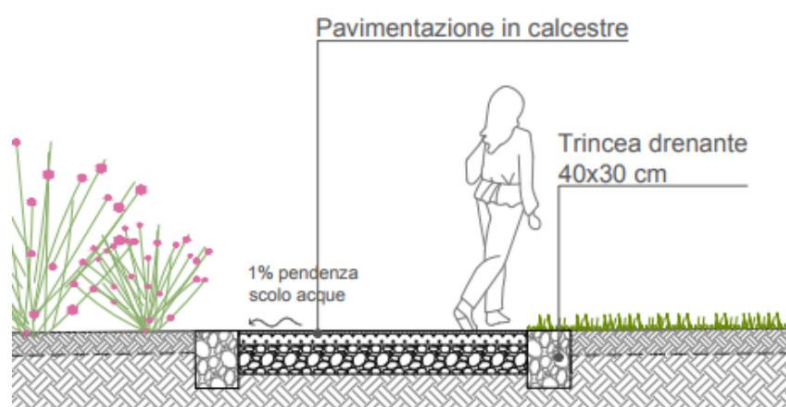 Pavimentazione in calcestre
Trincea drenante
40x30 cm
1% pendenza
scolo acque